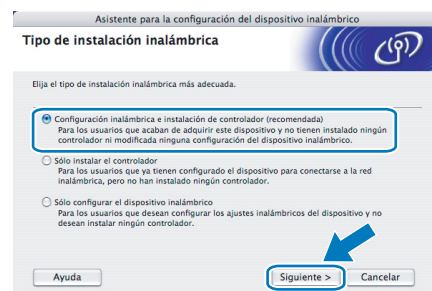 Asistente para la configuración del dispositivo inalámbrico
Tipo de instalación inalámbrica
Elija el tipo de instalación inalámbrica más adecuada.
Configuración inalámbrica e instalación de controlador (recomendada)
Para los usuarios que acaban de adquirir este dispositivo y no tienen instalado ningún
controlador ni modificada ninguna configuración del dispositivo inalámbrico.
Sólo instalar el controlador
Para los usuarios que ya tienen configurado el dispositivo para conectarse a la red
inalámbrica, pero no han instalado ningún controlador.
Sólo configurar el dispositivo inalámbrico
Para los usuarios que desean configurar los ajustes inalámbricos del dispositivo y no
desean instalar ningún controlador.
Ayuda
Siguiente >
Cancelar